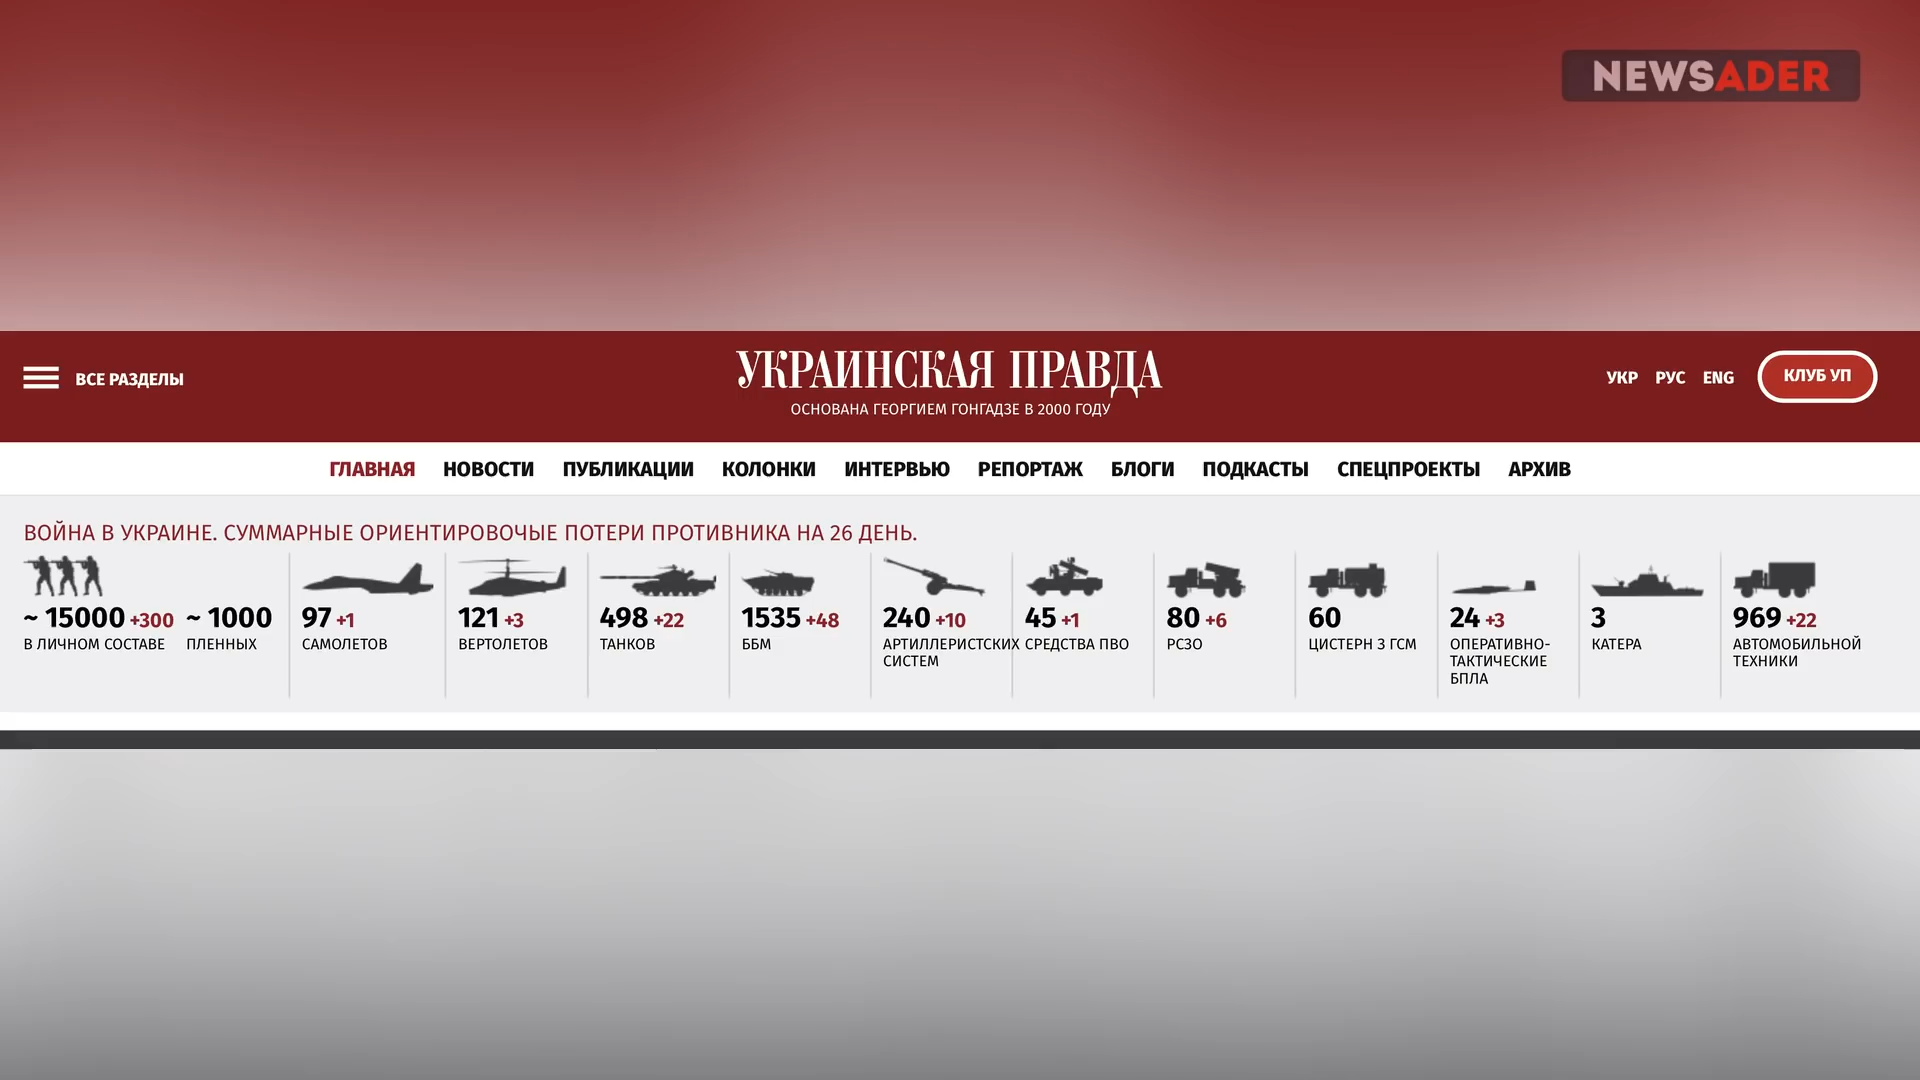 NEWSADER
ВСЕ РАЗДЕЛЫ
УКРАИНСКАЯ ПРАВДА
ОСНОВАНА ГЕОРГИЕМ ГОНГАДЗЕ В 2000 ГОДУ
УКР РУС ENG КЛУБ УП
ГЛАВНАЯ НОВОСТИ ПУБЛИКАЦИИ КОЛОНКИ ИНТЕРВЬЮ РЕПОРТАЖ БЛОГИ ПОДКАСТЫ СПЕЦПРОЕКТЫ АРХИВ
ВОЙНА В УКРАИНЕ. СУММАРНЫЕ ОРИЕНТИРОВОЧЫЕ ПОТЕРИ ПРОТИВНИКА НА 26 ДЕНЬ.
~ 15000 +300
В ЛИЧНОМ СОСТАВЕ
~ 1000
ПЛЕННЫХ
97 +1
САМОЛЕТОВ
121 +3
ВЕРТОЛЕТОВ
498 +22
ТАНКОВ
1535 +48
ББМ
240 +10
АРТИЛЛЕРИСТСКИХ
СИСТЕМ
45 +1
СРЕДСТВА ПВО
80 +6
РСЗО
60
ЦИСТЕРН З ГСМ
24 +3
ОПЕРАТИВНО-
ТАКТИЧЕСКИЕ
БПЛА
3
КАТЕРА
969 +22
АВТОМОБИЛЬНОЙ
ТЕХНИКИ